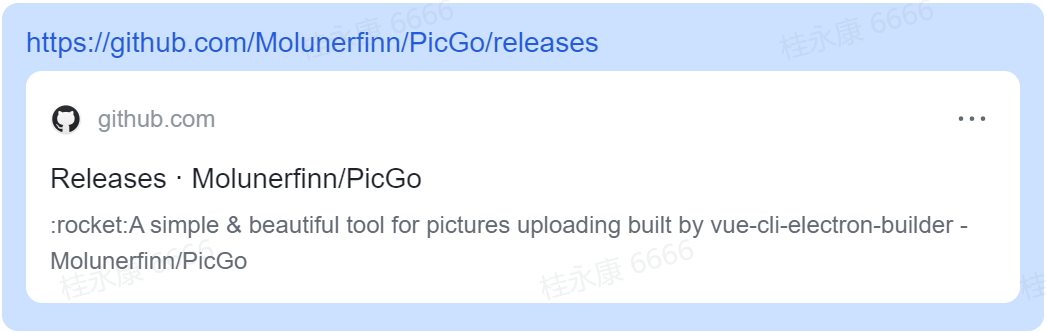 https://github.com/Molunerfinn/PicGo/releases
github.com
Releases · Molunerfinn/PicGo
:rocket:A simple & beautiful tool for pictures uploading built by vue-cli-electron-builder -
Molunerfinn/PicGo
桂永康 6666
桂永康 6666
桂永康 6666
桂永康 6666
桂